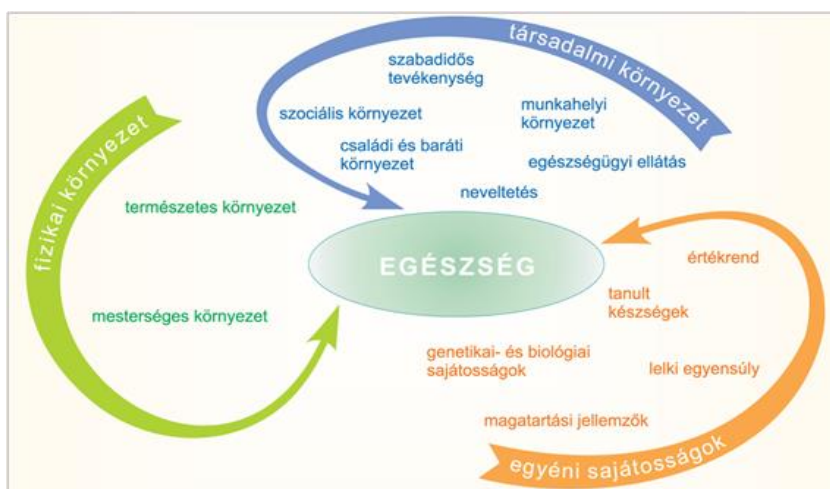 társadalmi környezet
szabadidős
tevékenység
szociális környezet
munkahelyi
környezet
családi és baráti
környezet
egészségügyi ellátás
neveltetés
fizikai környezet
természetes környezet
mesterséges környezet
EGÉSZSÉG
értékrend
tanult
készségek
genetikai- és biológiai
sajátosságok
lelki egyensúly
magatartási jellemzők
egyéni sajátosságok